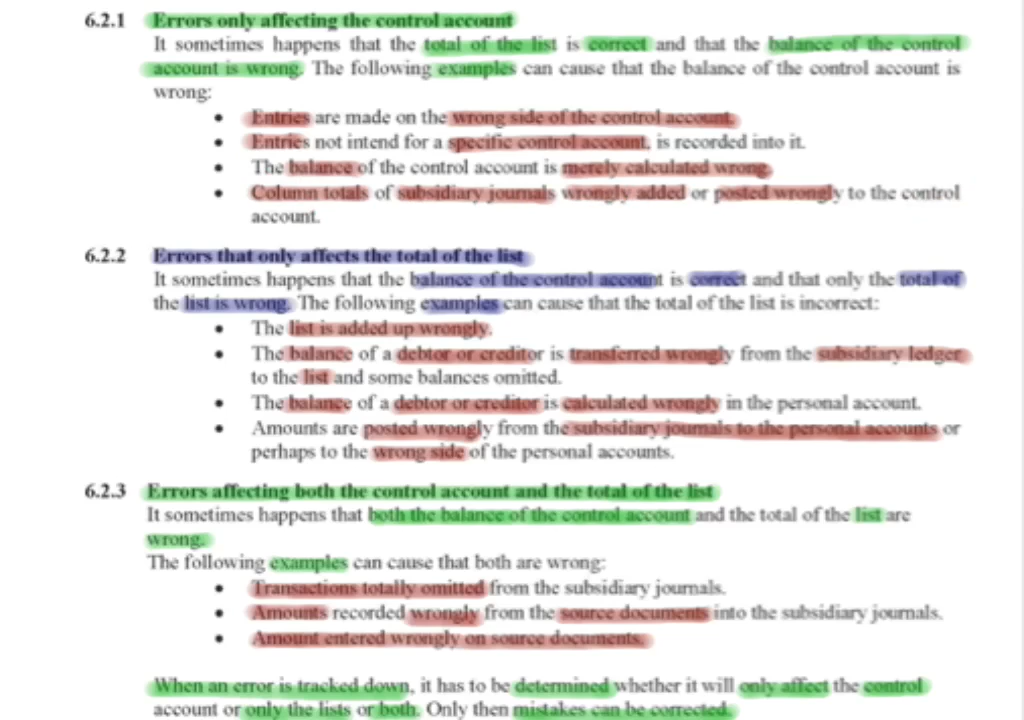 6.2.1 Errors only affecting the control account
It sometimes happens that the total of the list is correct and that the balance of the control
account is wrong. The following examples can cause that the balance of the control account is
wrong:
• Entries are made on the wrong side of the control account.
• Entries not intend for a specific control account, is recorded into it.
• The balance of the control account is merely calculated wrong.
• Column totals of subsidiary journals wrongly added or posted wrongly to the control
account.
6.2.2 Errors that only affects the total of the list
It sometimes happens that the balance of the control account is correct and that only the total of
the list is wrong. The following examples can cause that the total of the list is incorrect:
• The list is added up wrongly.
• The balance of a debtor or creditor is transferred wrongly from the subsidiary ledger
to the list and some balances omitted.
• The balance of a debtor or creditor is calculated wrongly in the personal account.
• Amounts are posted wrongly from the subsidiary journals to the personal accounts or
perhaps to the wrong side of the personal accounts.
6.2.3 Errors affecting both the control account and the total of the list
It sometimes happens that both the balance of the control account and the total of the list are
wrong.
The following examples can cause that both are wrong:
• Transactions totally omitted from the subsidiary journals.
• Amounts recorded wrongly from the source documents into the subsidiary journals.
• Amount entered wrongly on source documents.
When an error is tracked down, it has to be determined whether it will only affect the control
account or only the lists or both. Only then mistakes can be corrected.